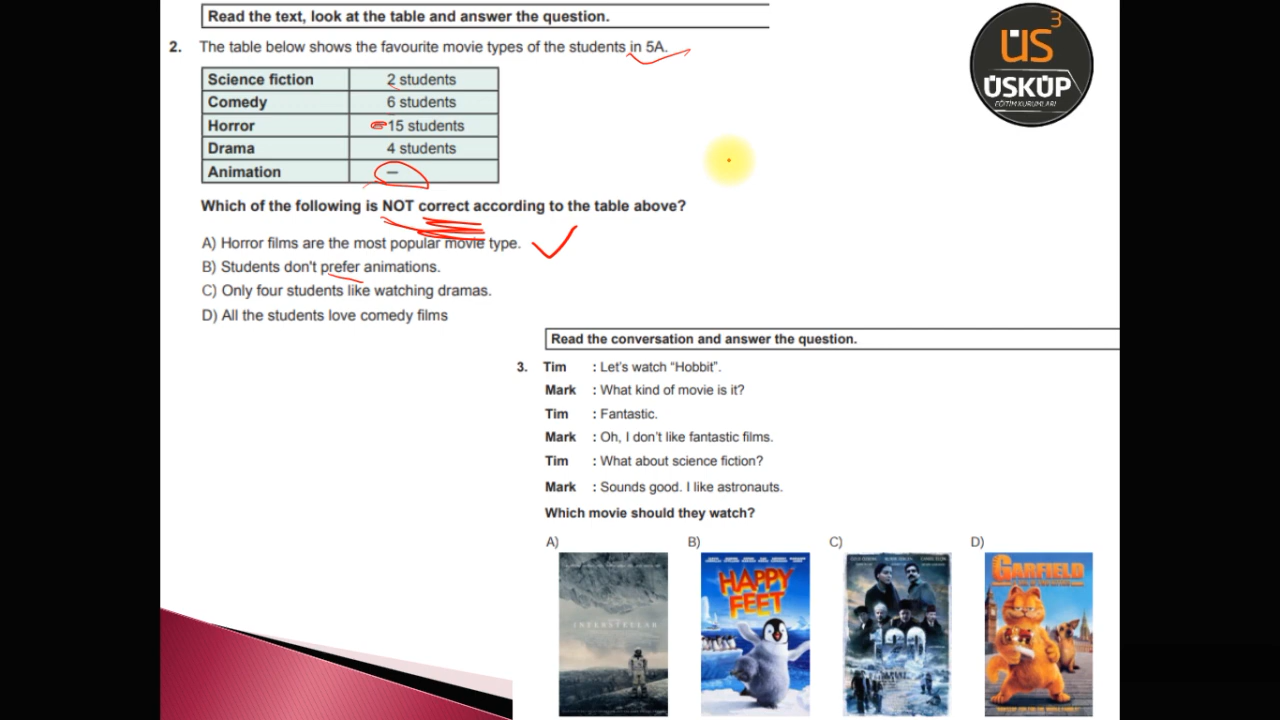 Read the text, look at the table and answer the question.
2. The table below shows the favourite movie types of the students in 5A.
Science fiction 2 students
Comedy 6 students
Horror 15 students
Drama 4 students
Animation –
Which of the following is NOT correct according to the table above?
A) Horror films are the most popular movie type.
B) Students don't prefer animations.
C) Only four students like watching dramas.
D) All the students love comedy films
3
ÜS
ÜSKÜP
EĞİTİM KURUMLARI
Read the conversation and answer the question.
3. Tim : Let's watch “Hobbit”.
Mark : What kind of movie is it?
Tim : Fantastic.
Mark : Oh, I don't like fantastic films.
Tim : What about science fiction?
Mark : Sounds good. I like astronauts.
Which movie should they watch?
A)
INTERSTELLAR
B)
HAPPY
FEET
C)
120
D)
GARFIELD